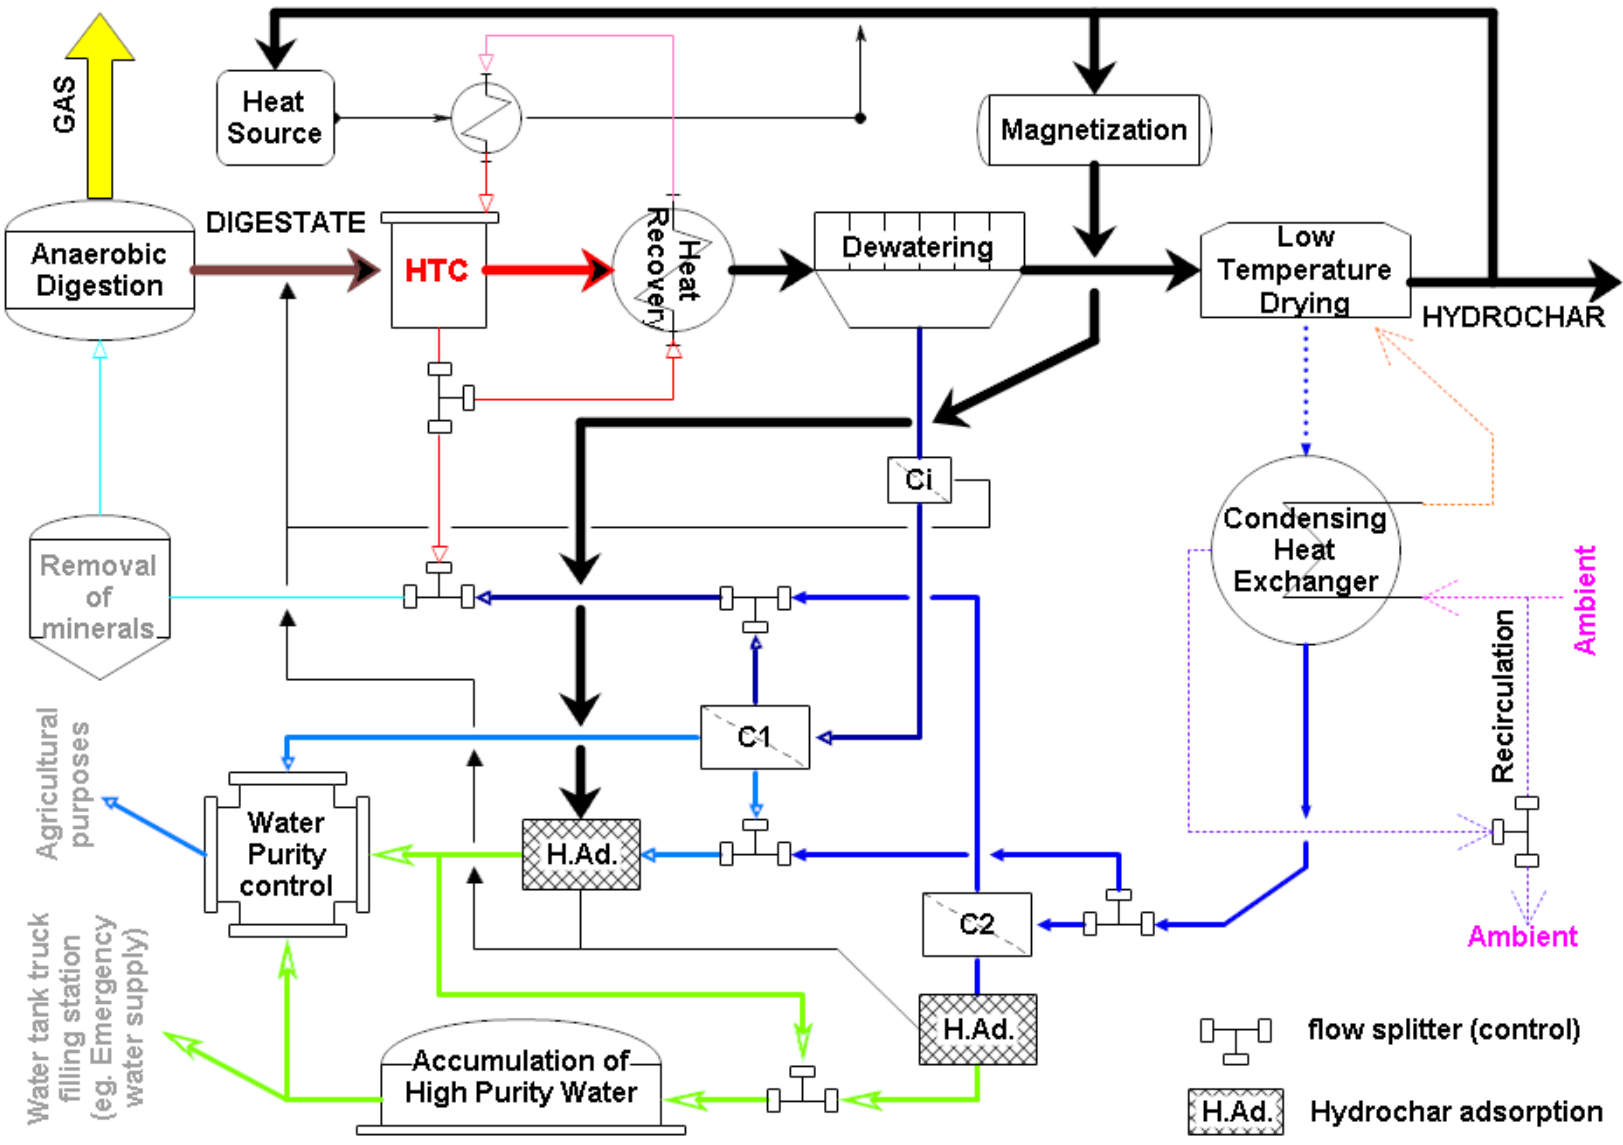 GAS
Heat
Source
Magnetization
Anaerobic
Digestion
DIGESTATE
HTC
Heat
Recovery
Dewatering
Low
Temperature
Drying
HYDROCHAR
Ci
Condensing
Heat
Exchanger
Ambient
Removal
of
minerals
Recirculation
Agricultural
purposes
C1
Water
Purity
control
H.Ad.
C2
Ambient
Water tank truck
filling station
(eg. Emergency
water supply)
Accumulation of
High Purity Water
H.Ad.
flow splitter (control)
H.Ad.
Hydrochar adsorption